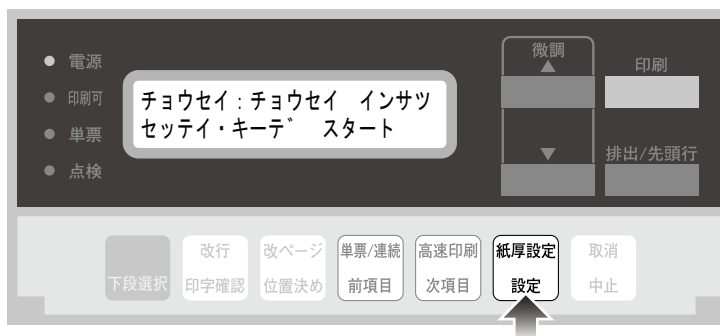 電源
印刷可
単票
点検
チョウセイ:チョウセイ インサツ
セッテイ・キーデ゛ スタート
微調
▲
▼
印刷
排出/先頭行
下段選択
改行
印字確認
改ページ
位置決め
単票/連続
前項目
高速印刷
次項目
紙厚設定
設定
取消
中止